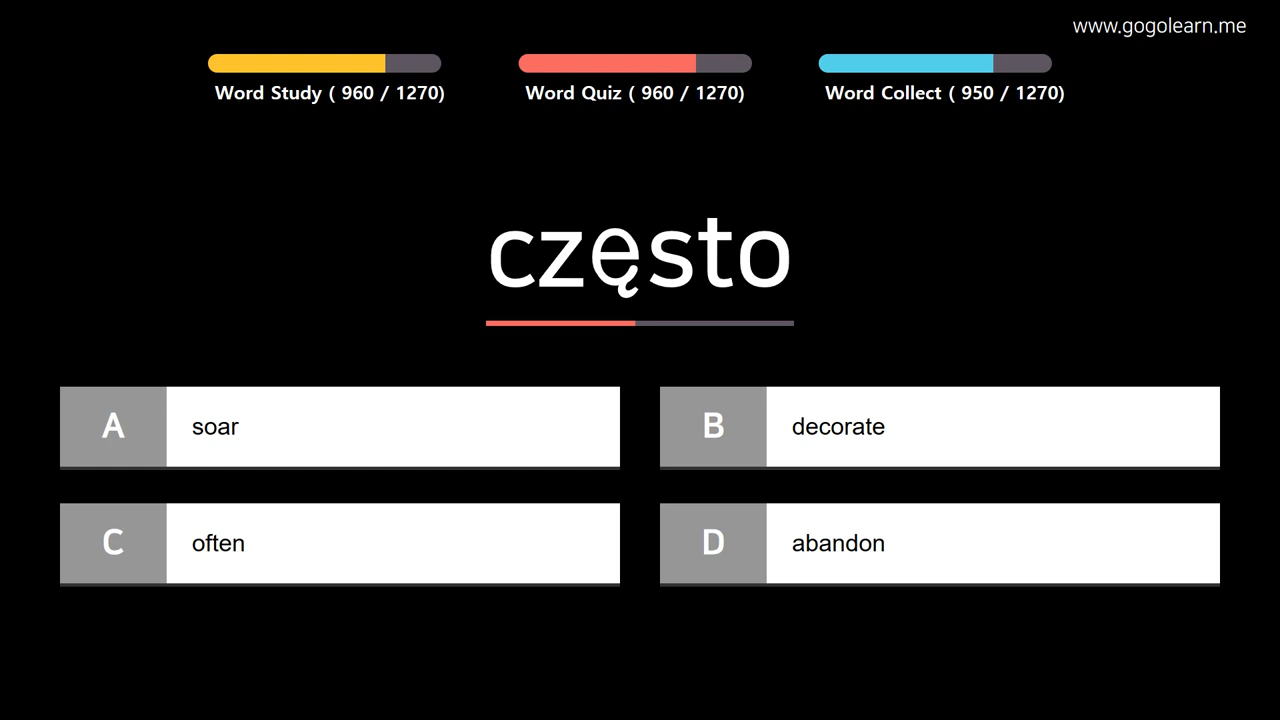 www.gogolearn.me
Word Study ( 960 / 1270)
Word Quiz ( 960 / 1270)
Word Collect ( 950 / 1270)
często
A
soar
B
decorate
C
often
D
abandon